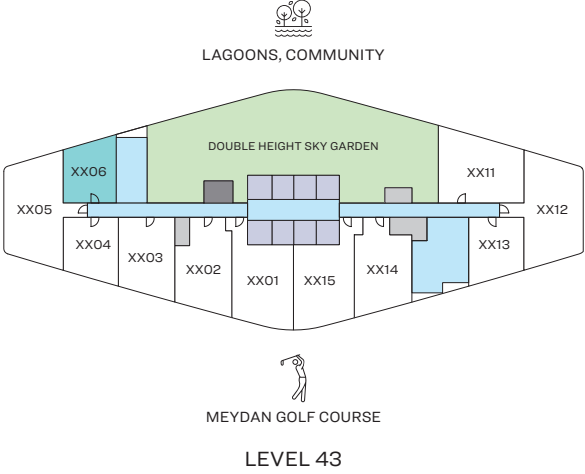 LAGOONS, COMMUNITY
DOUBLE HEIGHT SKY GARDEN
XX06
XX11
XX05
XX12
XX04
XX03
XX02
XX01
XX15
XX14
XX13
MEYDAN GOLF COURSE
LEVEL 43